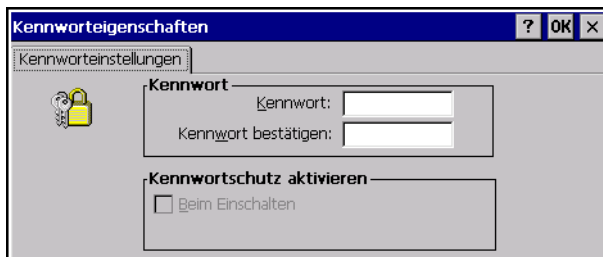 Kennworteigenschaften ? OK ×
Kennworteinstellungen
Kennwort
Kennwort:
Kennwort bestätigen:
Kennwortschutz aktivieren
Beim Einschalten